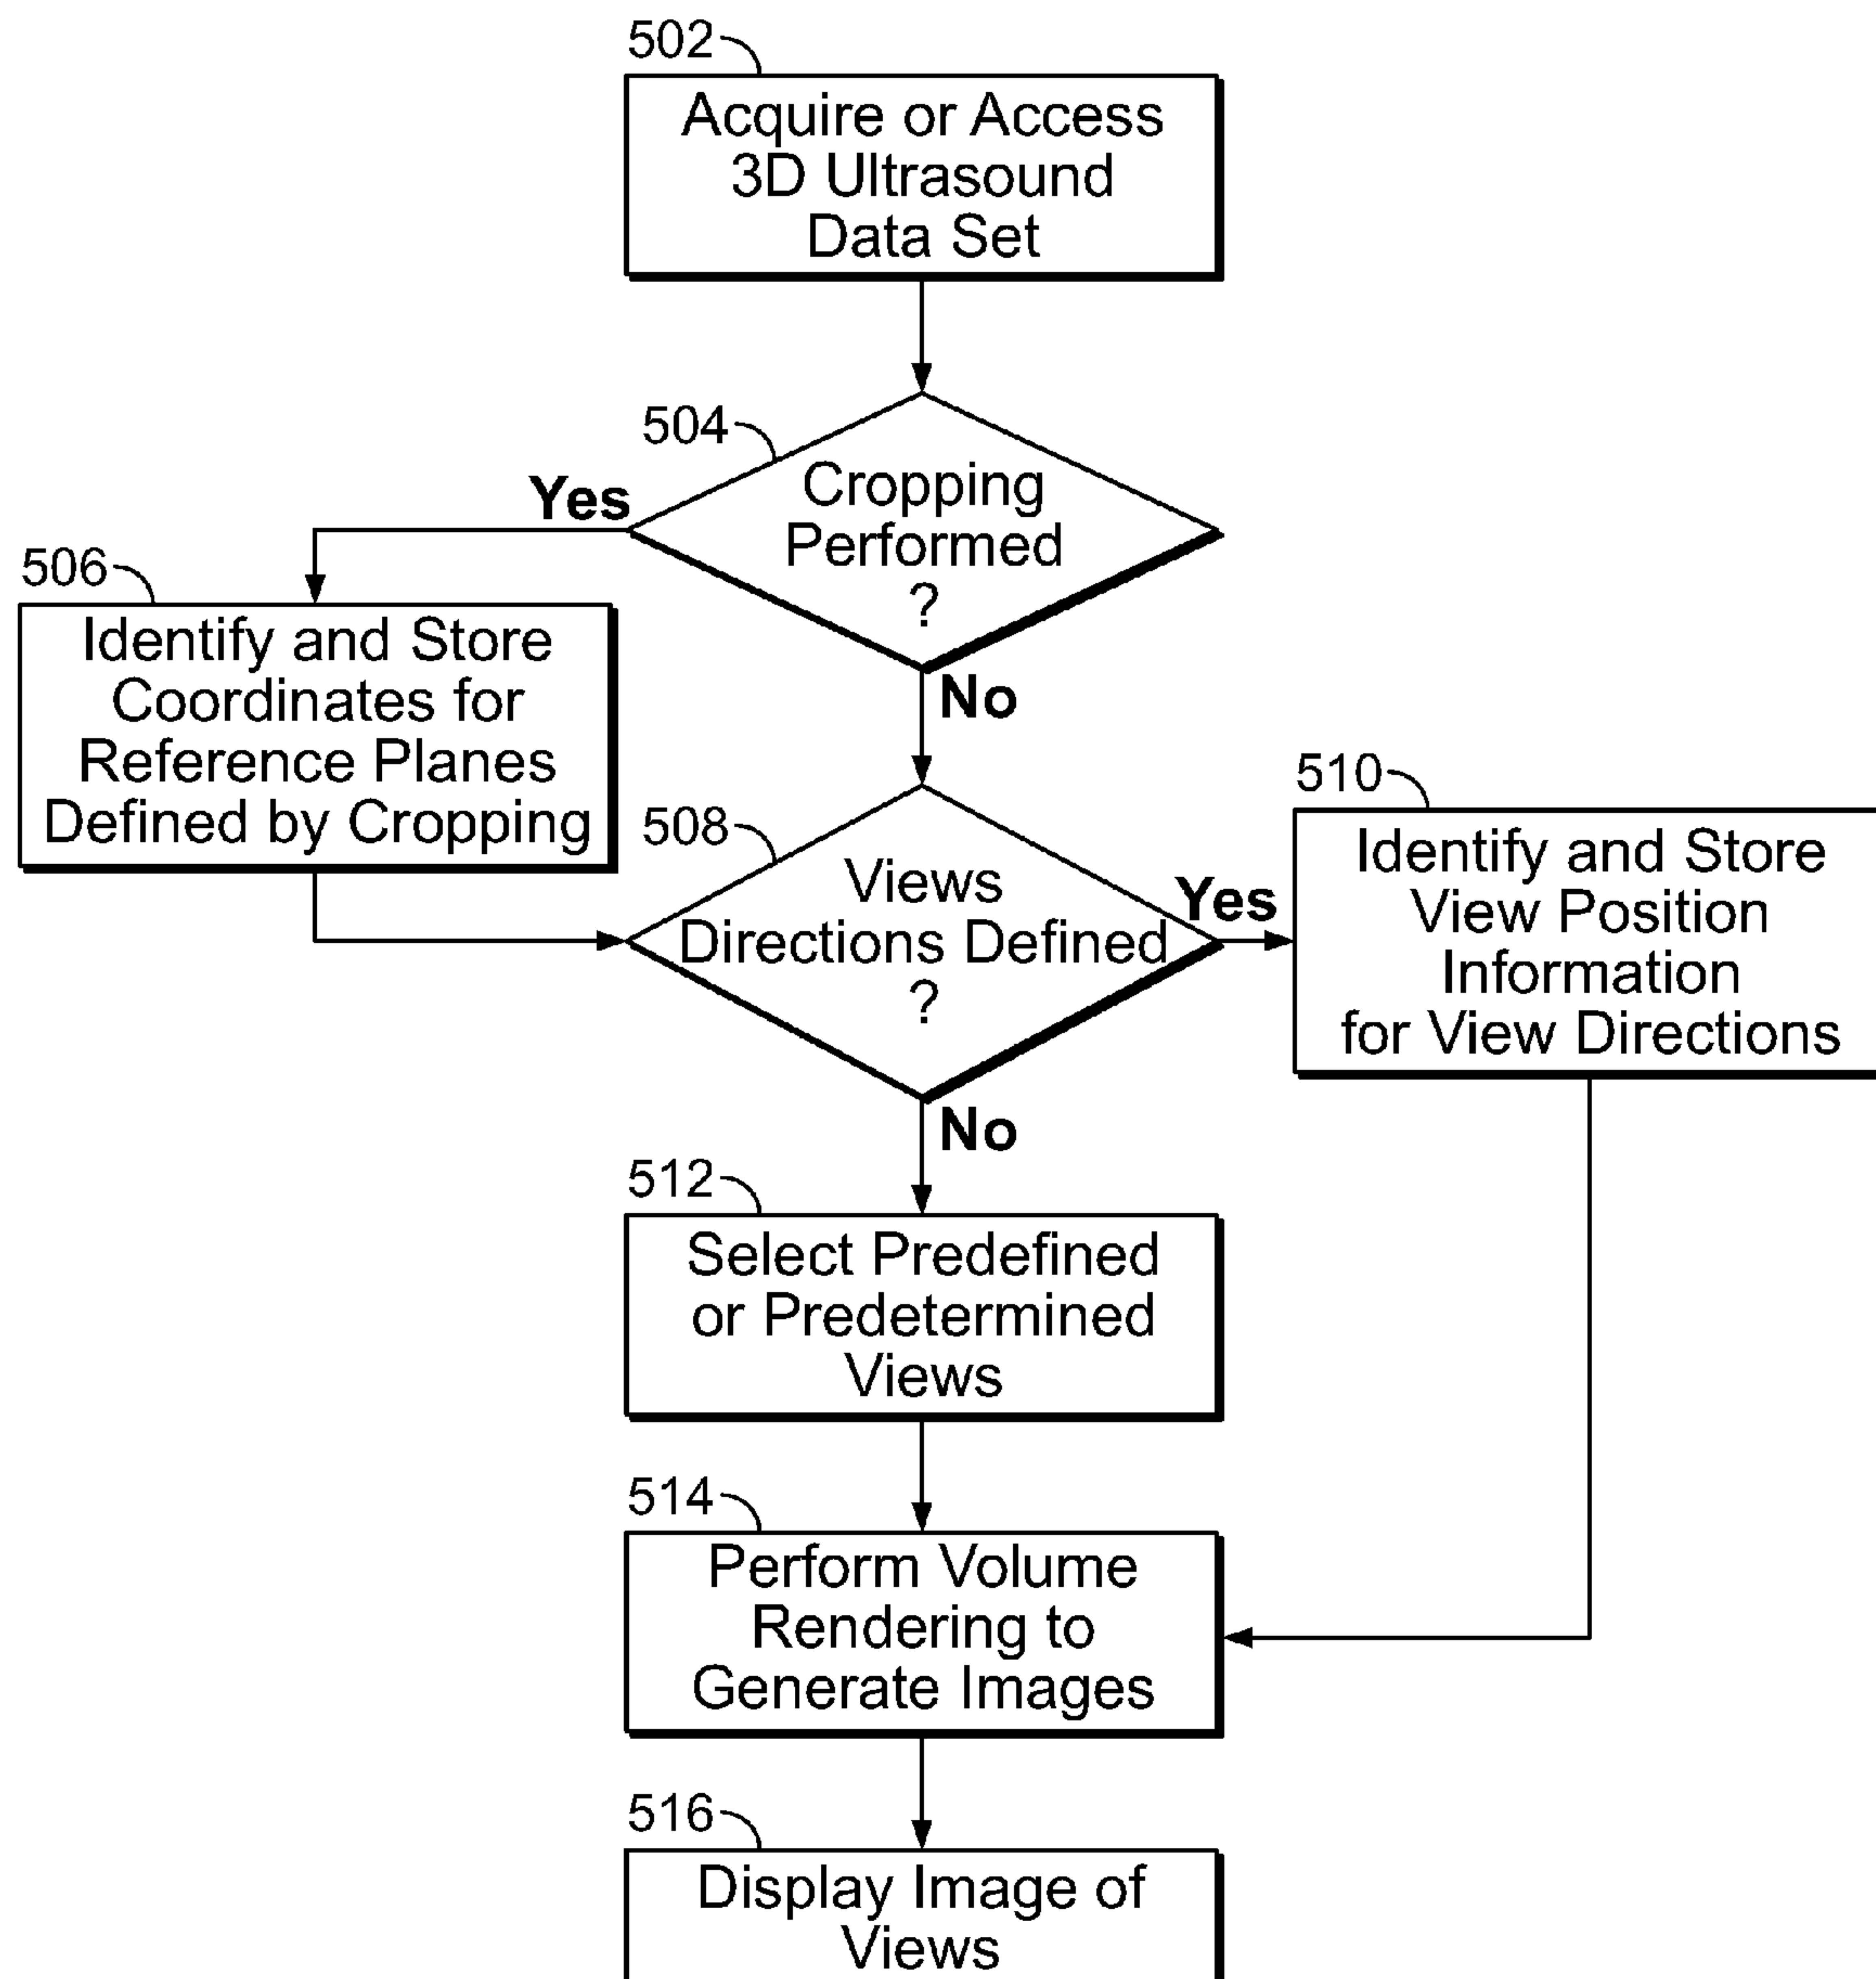 502
Acquire or Access
3D Ultrasound
Data Set
504
Cropping
Performed
?
Yes
No
506
Identify and Store
Coordinates for
Reference Planes
Defined by Cropping
508
Views
Directions Defined
?
Yes
No
510
Identify and Store
View Position
Information
for View Directions
512
Select Predefined
or Predetermined
Views
514
Perform Volume
Rendering to
Generate Images
516
Display Image of
Views